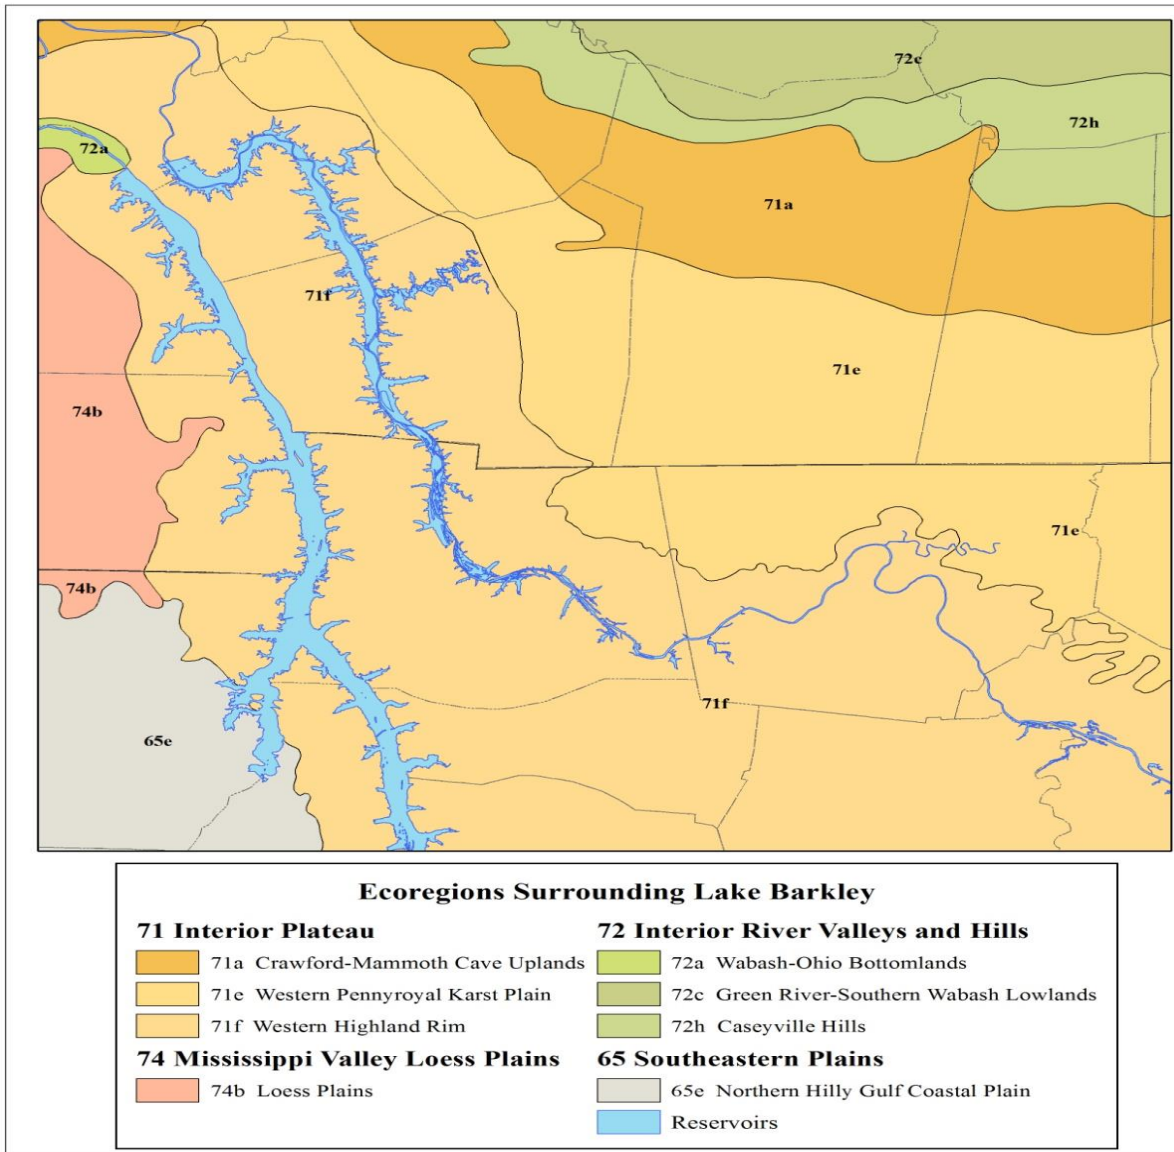 72c
72h
72a
71a
71f
71e
74b
71e
74b
71f
65e
Ecoregions Surrounding Lake Barkley
71 Interior Plateau
71a Crawford-Mammoth Cave Uplands
71e Western Pennyroyal Karst Plain
71f Western Highland Rim
74 Mississippi Valley Loess Plains
74b Loess Plains
72 Interior River Valleys and Hills
72a Wabash-Ohio Bottomlands
72c Green River-Southern Wabash Lowlands
72h Caseyville Hills
65 Southeastern Plains
65e Northern Hilly Gulf Coastal Plain
Reservoirs